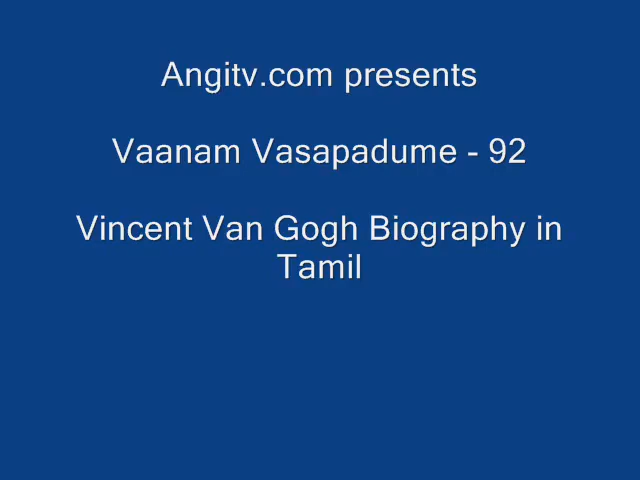 Angitv.com presents
Vaanam Vasapadume - 92
Vincent Van Gogh Biography in
Tamil